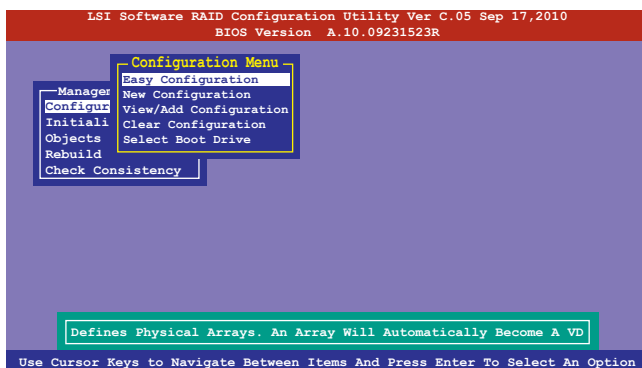 LSI Software RAID Configuration Utility Ver C.05 Sep 17,2010
BIOS Version A.10.09231523R
Configuration Menu
Easy Configuration
New Configuration
View/Add Configuration
Clear Configuration
Select Boot Drive
Managem
Configur
Initiali
Objects
Rebuild
Check Consistency
Defines Physical Arrays. An Array Will Automatically Become A VD
Use Cursor Keys to Navigate Between Items And Press Enter To Select An Option